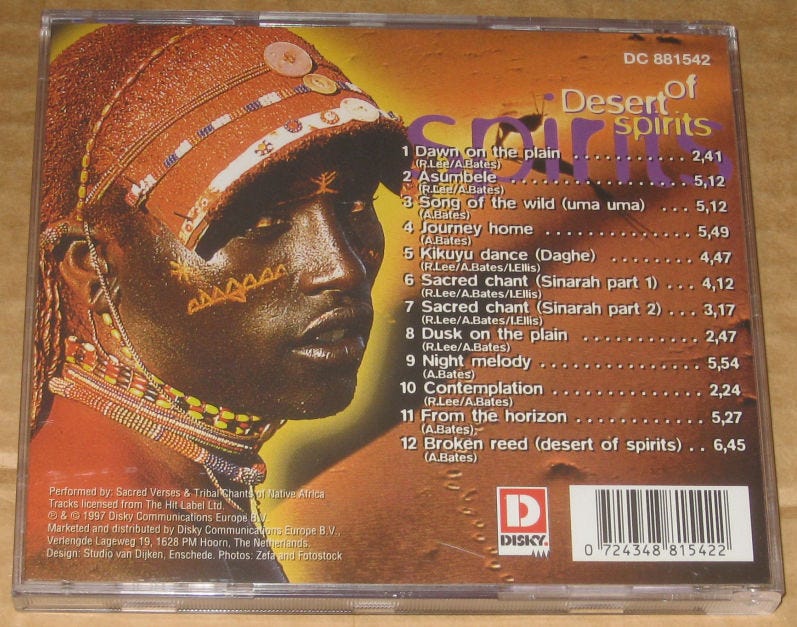 DC 881542
Desert of
spirits
spirits
1 Dawn on the plain ............ 2,41
(R.Lee/A.Bates)
2 Asumbele .................. 5,12
(R.Lee/A.Bates)
3 Song of the wild (uma uma) ... 5,12
(A.Bates)
4 Journey home ............... 5,49
(A.Bates)
5 Kikuyu dance (Daghe) ......... 4,47
(R.Lee/A.Bates/I.Ellis)
6 Sacred chant (Sinarah part 1) .... 4,12
(R.Lee/A.Bates/I.Ellis)
7 Sacred chant (Sinarah part 2) .... 3,17
(R.Lee/A.Bates/I.Ellis)
8 Dusk on the plain ............ 2,47
(R.Lee/A.Bates)
9 Night melody ................ 5,54
(A.Bates)
10 Contemplation ............... 2,24
(R.Lee/A.Bates)
11 From the horizon ............ 5,27
(A.Bates)
12 Broken reed (desert of spirits) .. 6,45
(A.Bates)
Performed by: Sacred Verses & Tribal Chants of Native Africa
Tracks licensed from The Hit Label Ltd.
℗ & © 1997 Disky Communications Europe B.V.
Marketed and distributed by Disky Communications Europe B.V.,
Verlengde Lageweg 19, 1628 PM Hoorn, The Netherlands.
Design: Studio van Dijken, Enschede. Photos: Zefa and Fotostock
D
DISKY
0 724348 815422